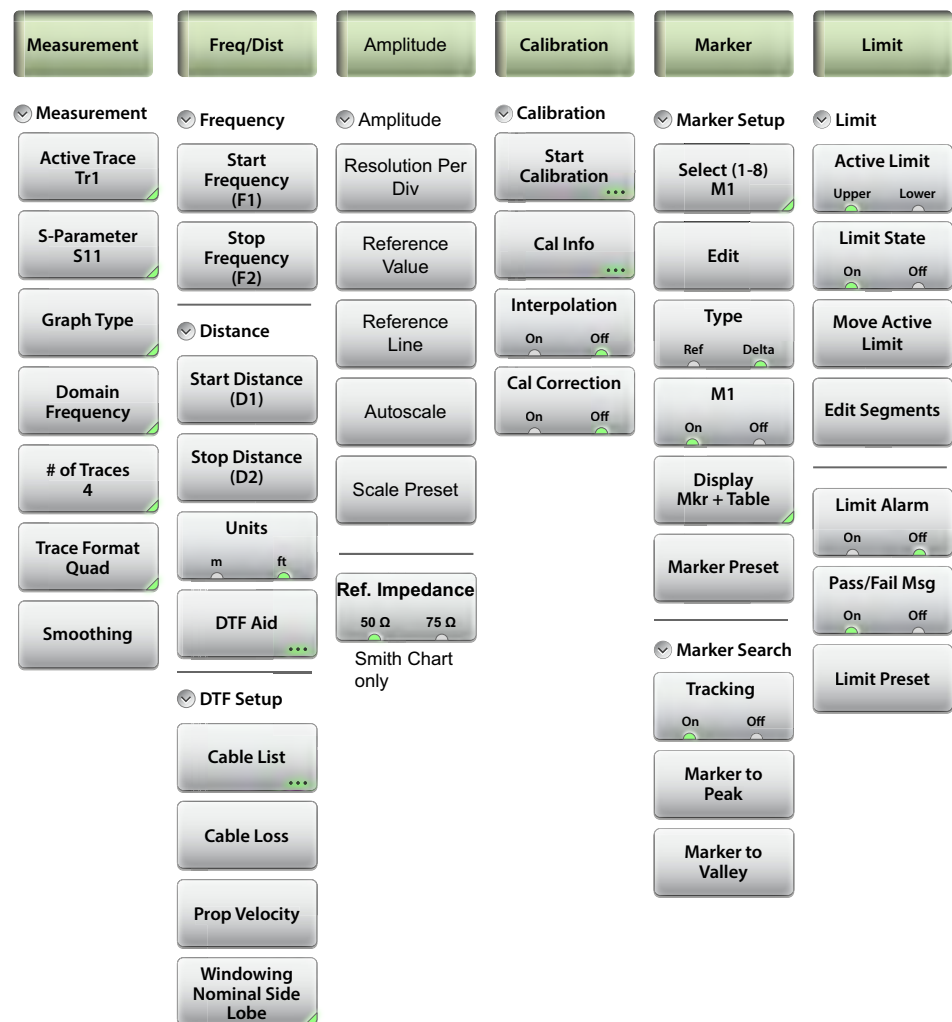 Measurement
Freq/Dist
Amplitude
Calibration
Marker
Limit
Measurement
Active Trace
Tr1
S-Parameter
S11
Graph Type
Domain
Frequency
# of Traces
4
Trace Format
Quad
Smoothing
Frequency
Start
Frequency
(F1)
Stop
Frequency
(F2)
Distance
Start Distance
(D1)
Stop Distance
(D2)
Units
m ft
DTF Aid
DTF Setup
Cable List
Cable Loss
Prop Velocity
Windowing
Nominal Side
Lobe
Amplitude
Resolution Per
Div
Reference
Value
Reference
Line
Autoscale
Scale Preset
Ref. Impedance
50 Ω 75 Ω
Smith Chart
only
Calibration
Start
Calibration
Cal Info
Interpolation
On Off
Cal Correction
On Off
Marker Setup
Select (1-8)
M1
Edit
Type
Ref Delta
M1
On Off
Display
Mkr + Table
Marker Preset
Marker Search
Tracking
On Off
Marker to
Peak
Marker to
Valley
Limit
Active Limit
Upper Lower
Limit State
On Off
Move Active
Limit
Edit Segments
Limit Alarm
On Off
Pass/Fail Msg
On Off
Limit Preset